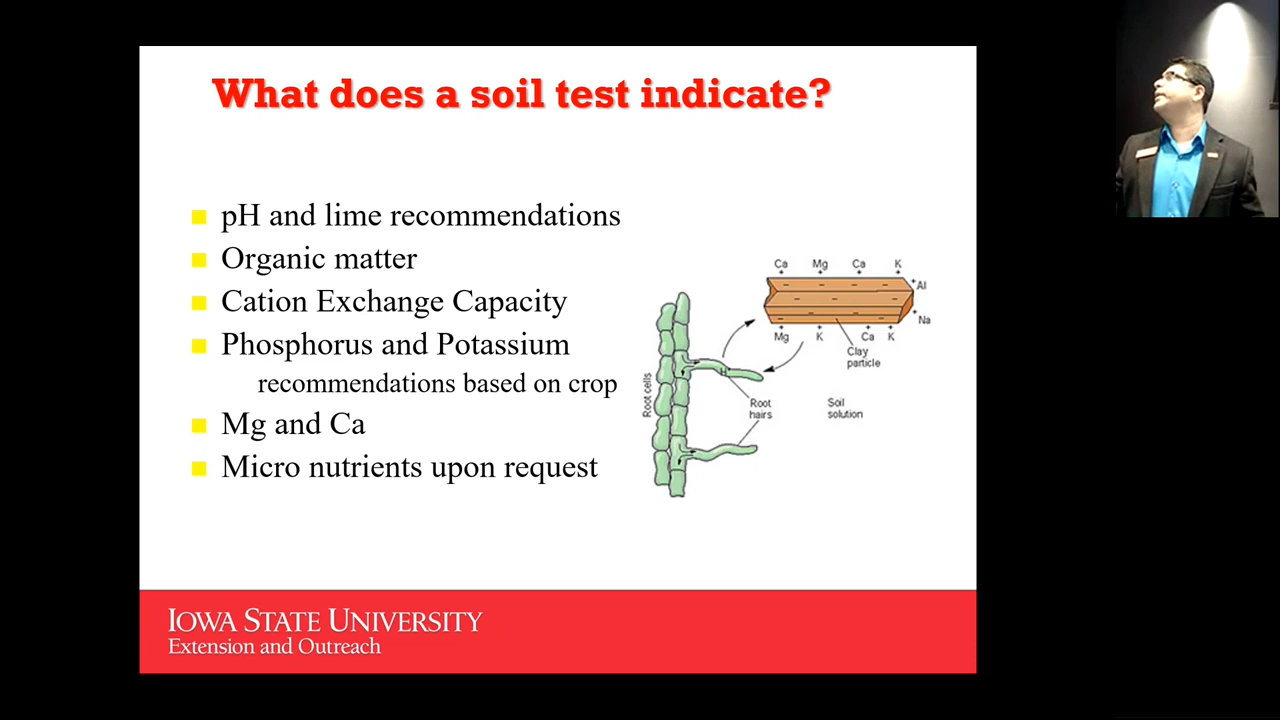 What does a soil test indicate?
pH and lime recommendations
Organic matter
Cation Exchange Capacity
Phosphorus and Potassium
recommendations based on crop
Mg and Ca
Micro nutrients upon request
Ca Mg Ca K
+ + + +
+ Al
- - - -
- - -
- -
+ Na
+ + + +
Mg K Ca K
Clay
particle
Root cells
H
Root
hairs
Soil
solution
IOWA STATE UNIVERSITY
Extension and Outreach